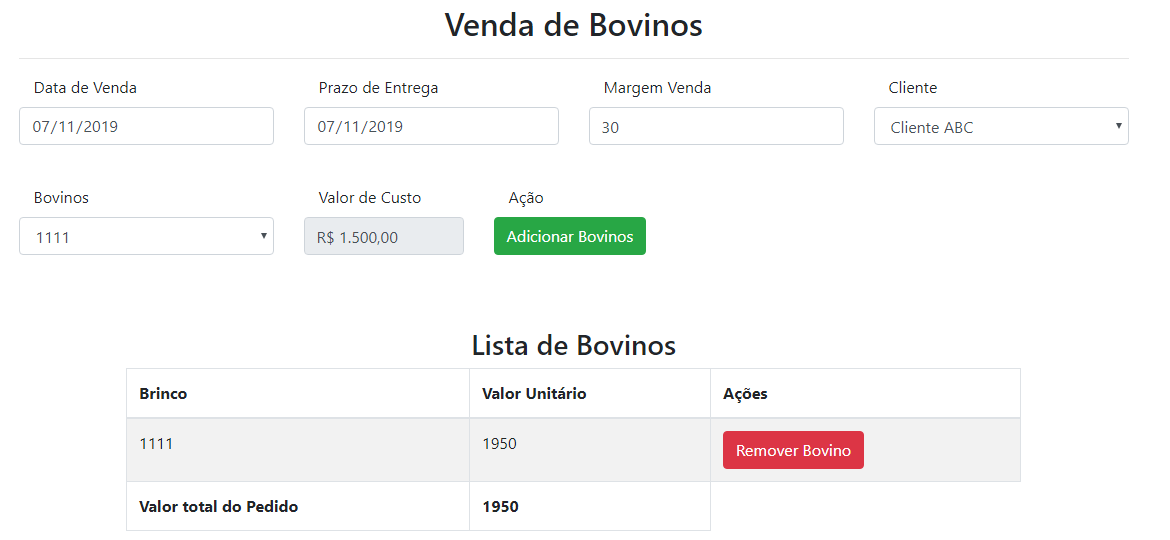 Venda de Bovinos
Data de Venda Prazo de Entrega Margem Venda Cliente
07/11/2019 07/11/2019 30 Cliente ABC
Bovinos Valor de Custo Ação
1111 R$ 1.500,00 Adicionar Bovinos
Lista de Bovinos
Brinco Valor Unitário Ações
1111 1950 Remover Bovino
Valor total do Pedido 1950